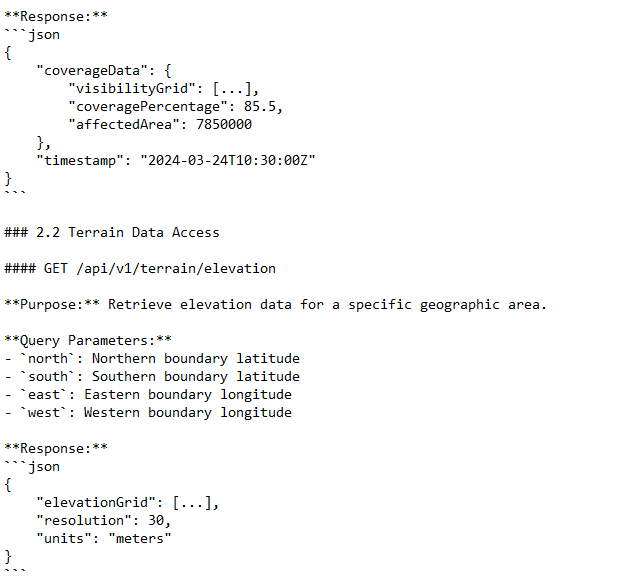 **Response:**
```json
{
    "coverageData": {
        "visibilityGrid": [...],
        "coveragePercentage": 85.5,
        "affectedArea": 7850000
    },
    "timestamp": "2024-03-24T10:30:00Z"
}
```
### 2.2 Terrain Data Access
#### GET /api/v1/terrain/elevation
**Purpose:** Retrieve elevation data for a specific geographic area.
**Query Parameters:**
- `north`: Northern boundary latitude
- `south`: Southern boundary latitude
- `east`: Eastern boundary longitude
- `west`: Western boundary longitude
**Response:**
```json
{
    "elevationGrid": [...],
    "resolution": 30,
    "units": "meters"
}
```